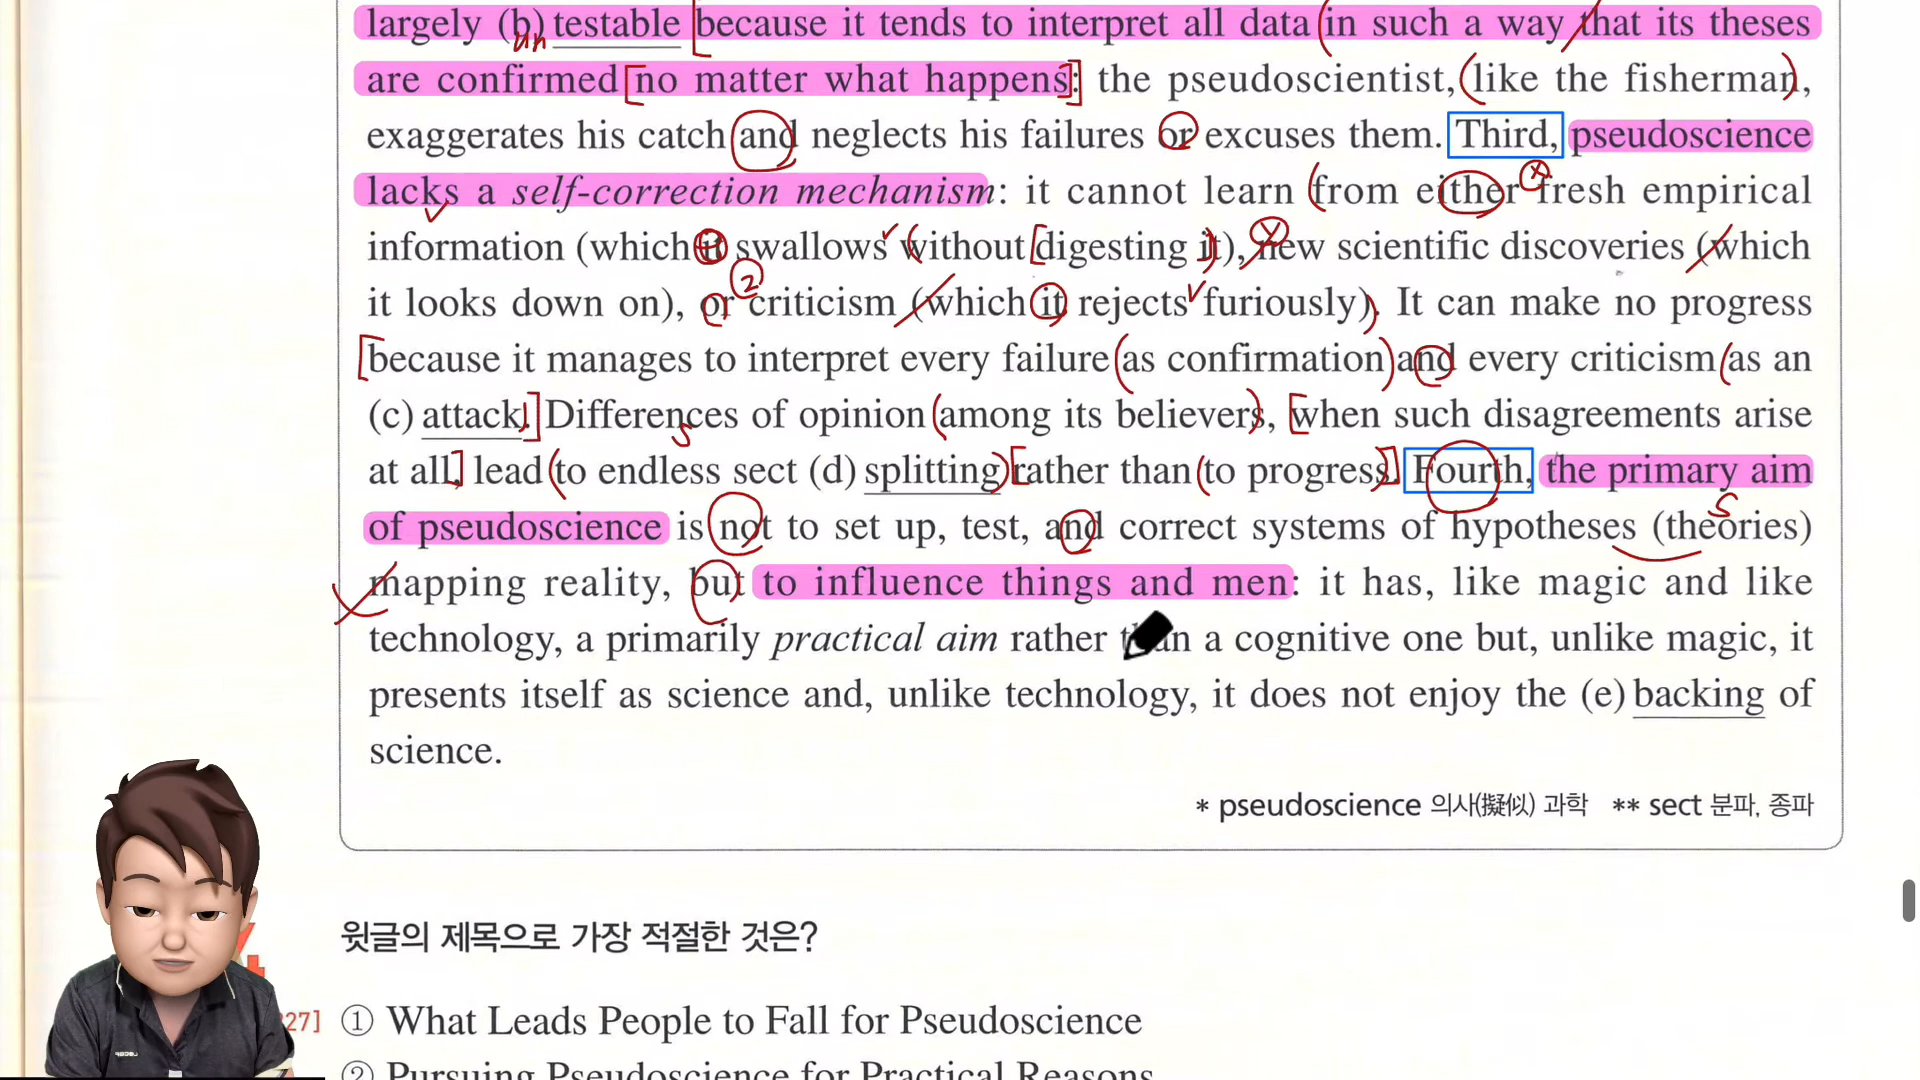 largely (b) testable because it tends to interpret all data in such a way that its theses
un
are confirmed no matter what happens: the pseudoscientist, like the fisherman,
exaggerates his catch and neglects his failures or excuses them. Third, pseudoscience
lacks a self-correction mechanism: it cannot learn from either fresh empirical
information (which it swallows without digesting it), new scientific discoveries (which
2
it looks down on), or criticism (which it rejects furiously). It can make no progress
because it manages to interpret every failure as confirmation and every criticism as an
(c) attack. Differences of opinion among its believers, when such disagreements arise
S
at all, lead to endless sect (d) splitting rather than to progress. Fourth, the primary aim
S
of pseudoscience is not to set up, test, and correct systems of hypotheses (theories)
mapping reality, but to influence things and men: it has, like magic and like
technology, a primarily practical aim rather than a cognitive one but, unlike magic, it
presents itself as science and, unlike technology, it does not enjoy the (e) backing of
science.
* pseudoscience 의사(擬似) 과학 ** sect 분파, 종파
윗글의 제목으로 가장 적절한 것은?
27] ① What Leads People to Fall for Pseudoscience
② Pursuing Pseudoscience for Practical Reasons